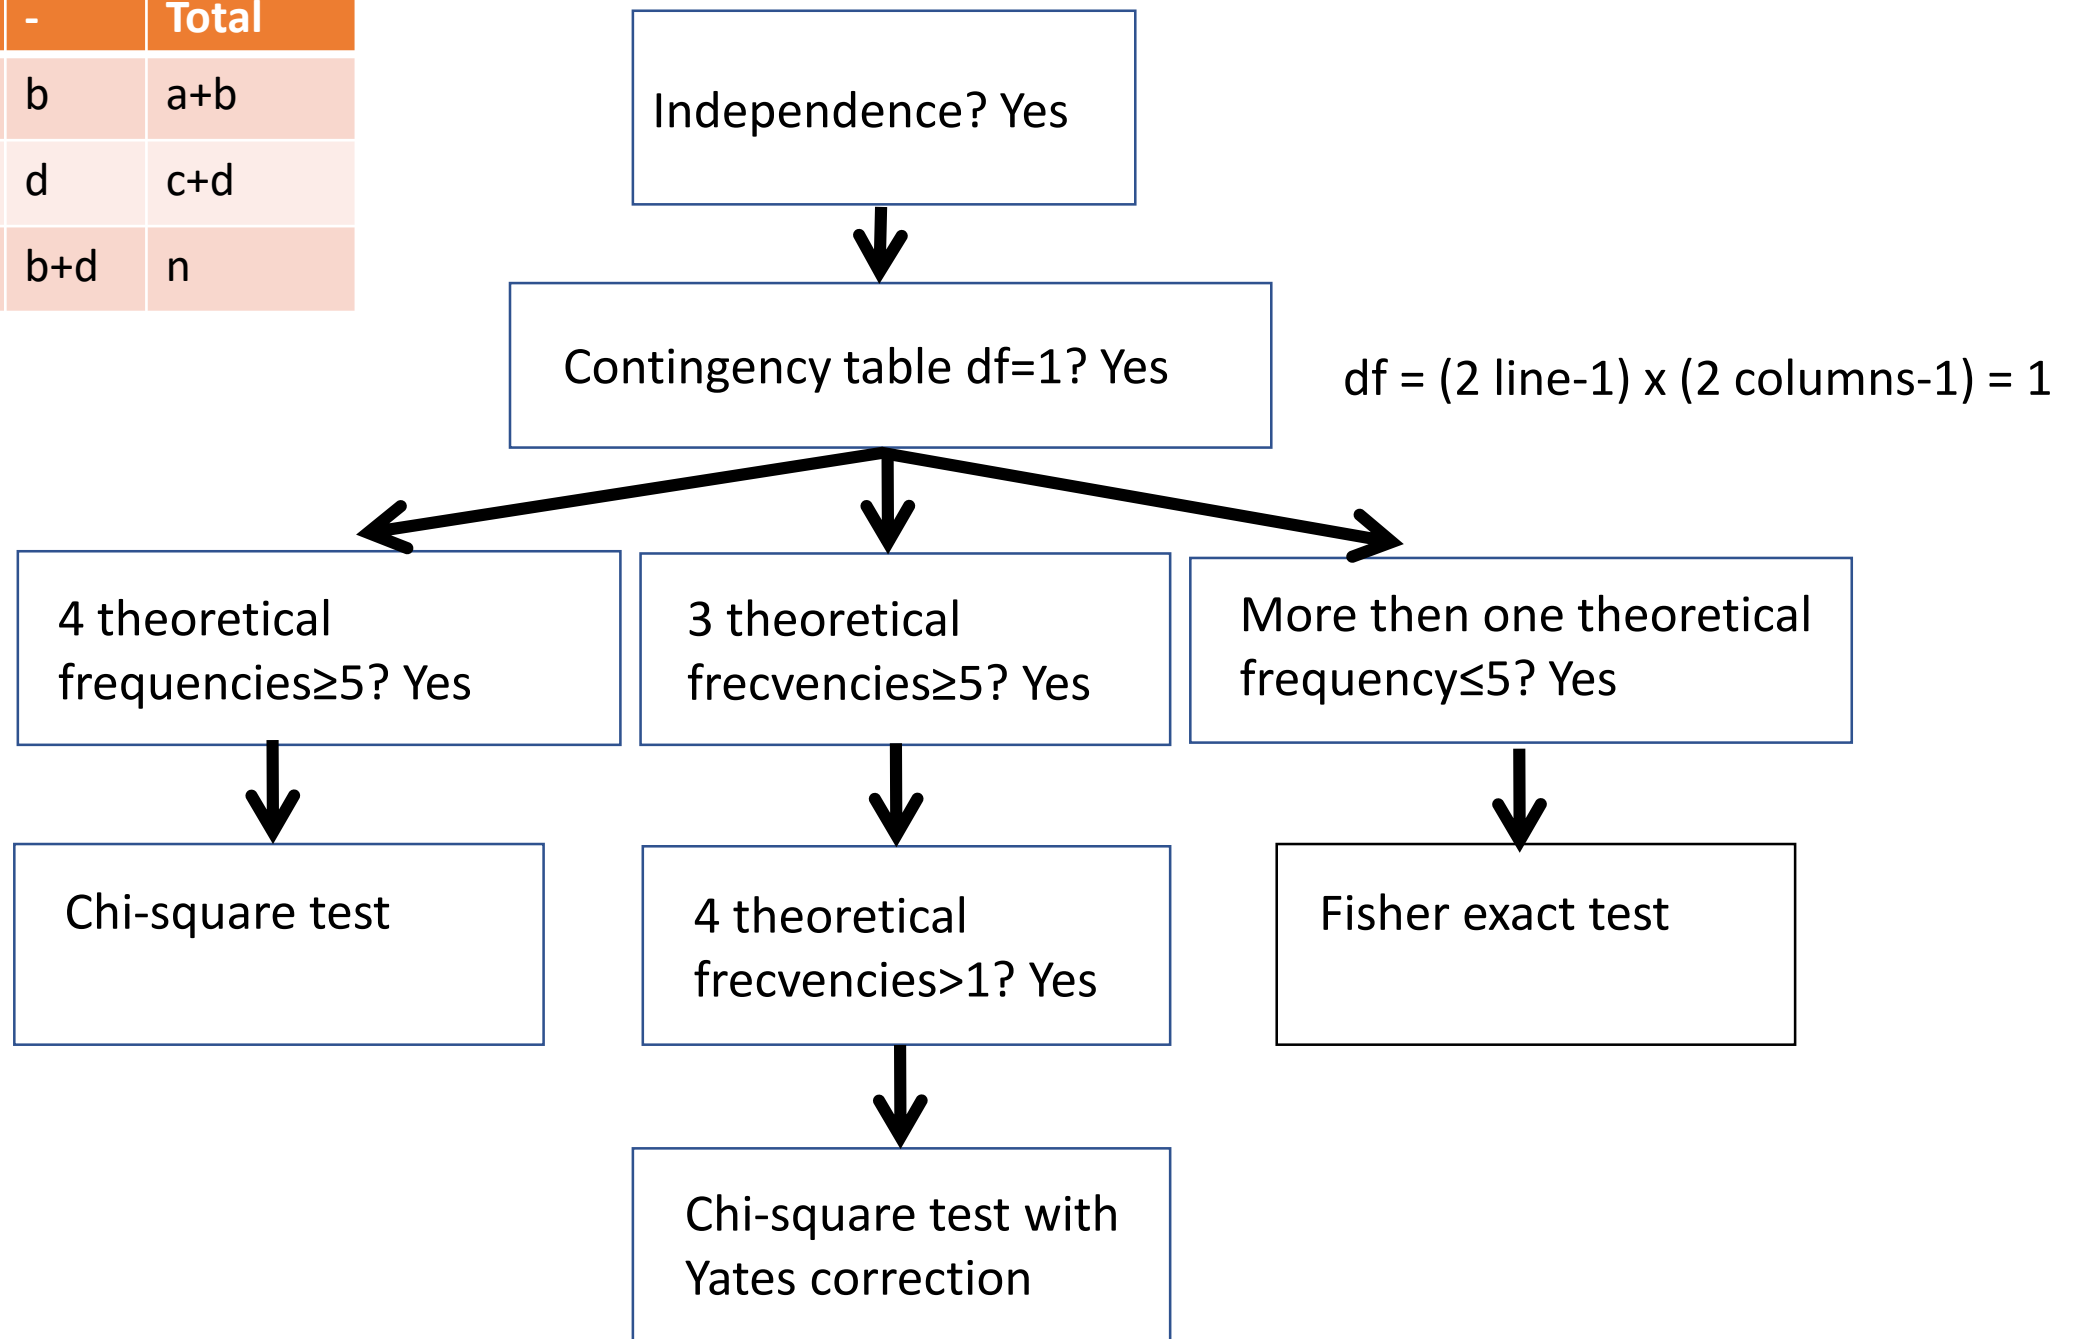 - Total
b a+b
d c+d
b+d n
Independence? Yes
Contingency table df=1? Yes
df = (2 line-1) x (2 columns-1) = 1
4 theoretical
frequencies≥5? Yes
3 theoretical
frecvencies≥5? Yes
More then one theoretical
frequency≤5? Yes
Chi-square test
4 theoretical
frecvencies>1? Yes
Fisher exact test
Chi-square test with
Yates correction